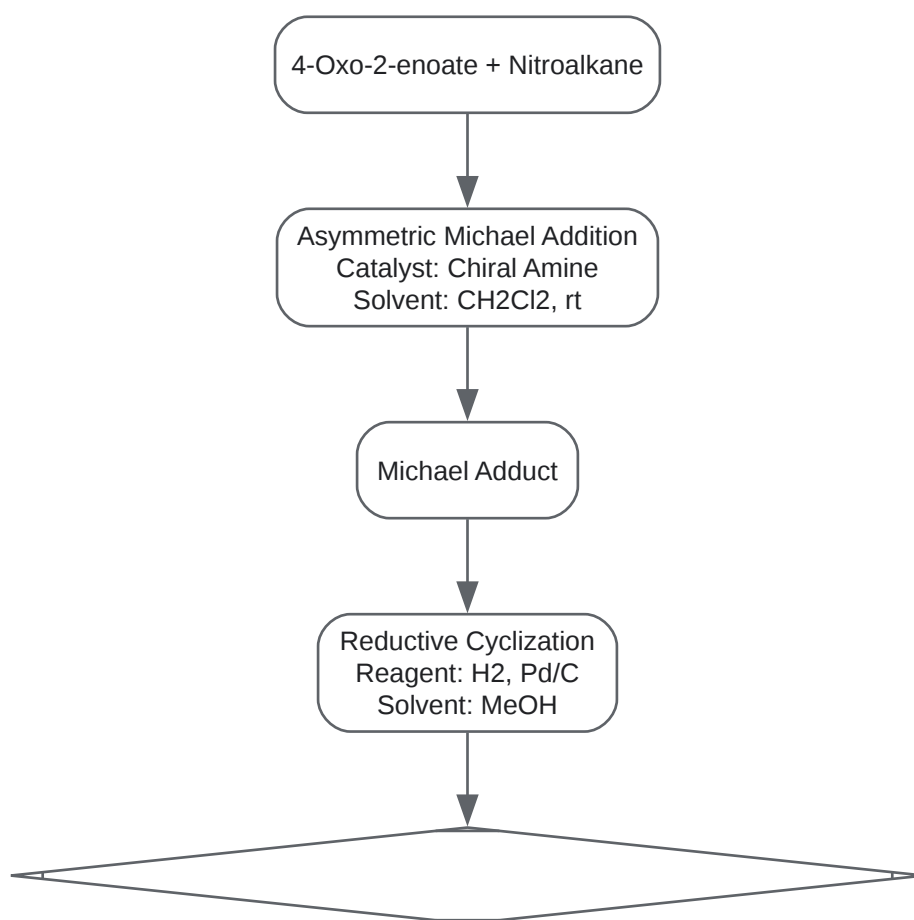 4-Oxo-2-enoate + Nitroalkane
Asymmetric Michael Addition
Catalyst: Chiral Amine
Solvent: CH2Cl2, rt
Michael Adduct
Reductive Cyclization
Reagent: H2, Pd/C
Solvent: MeOH